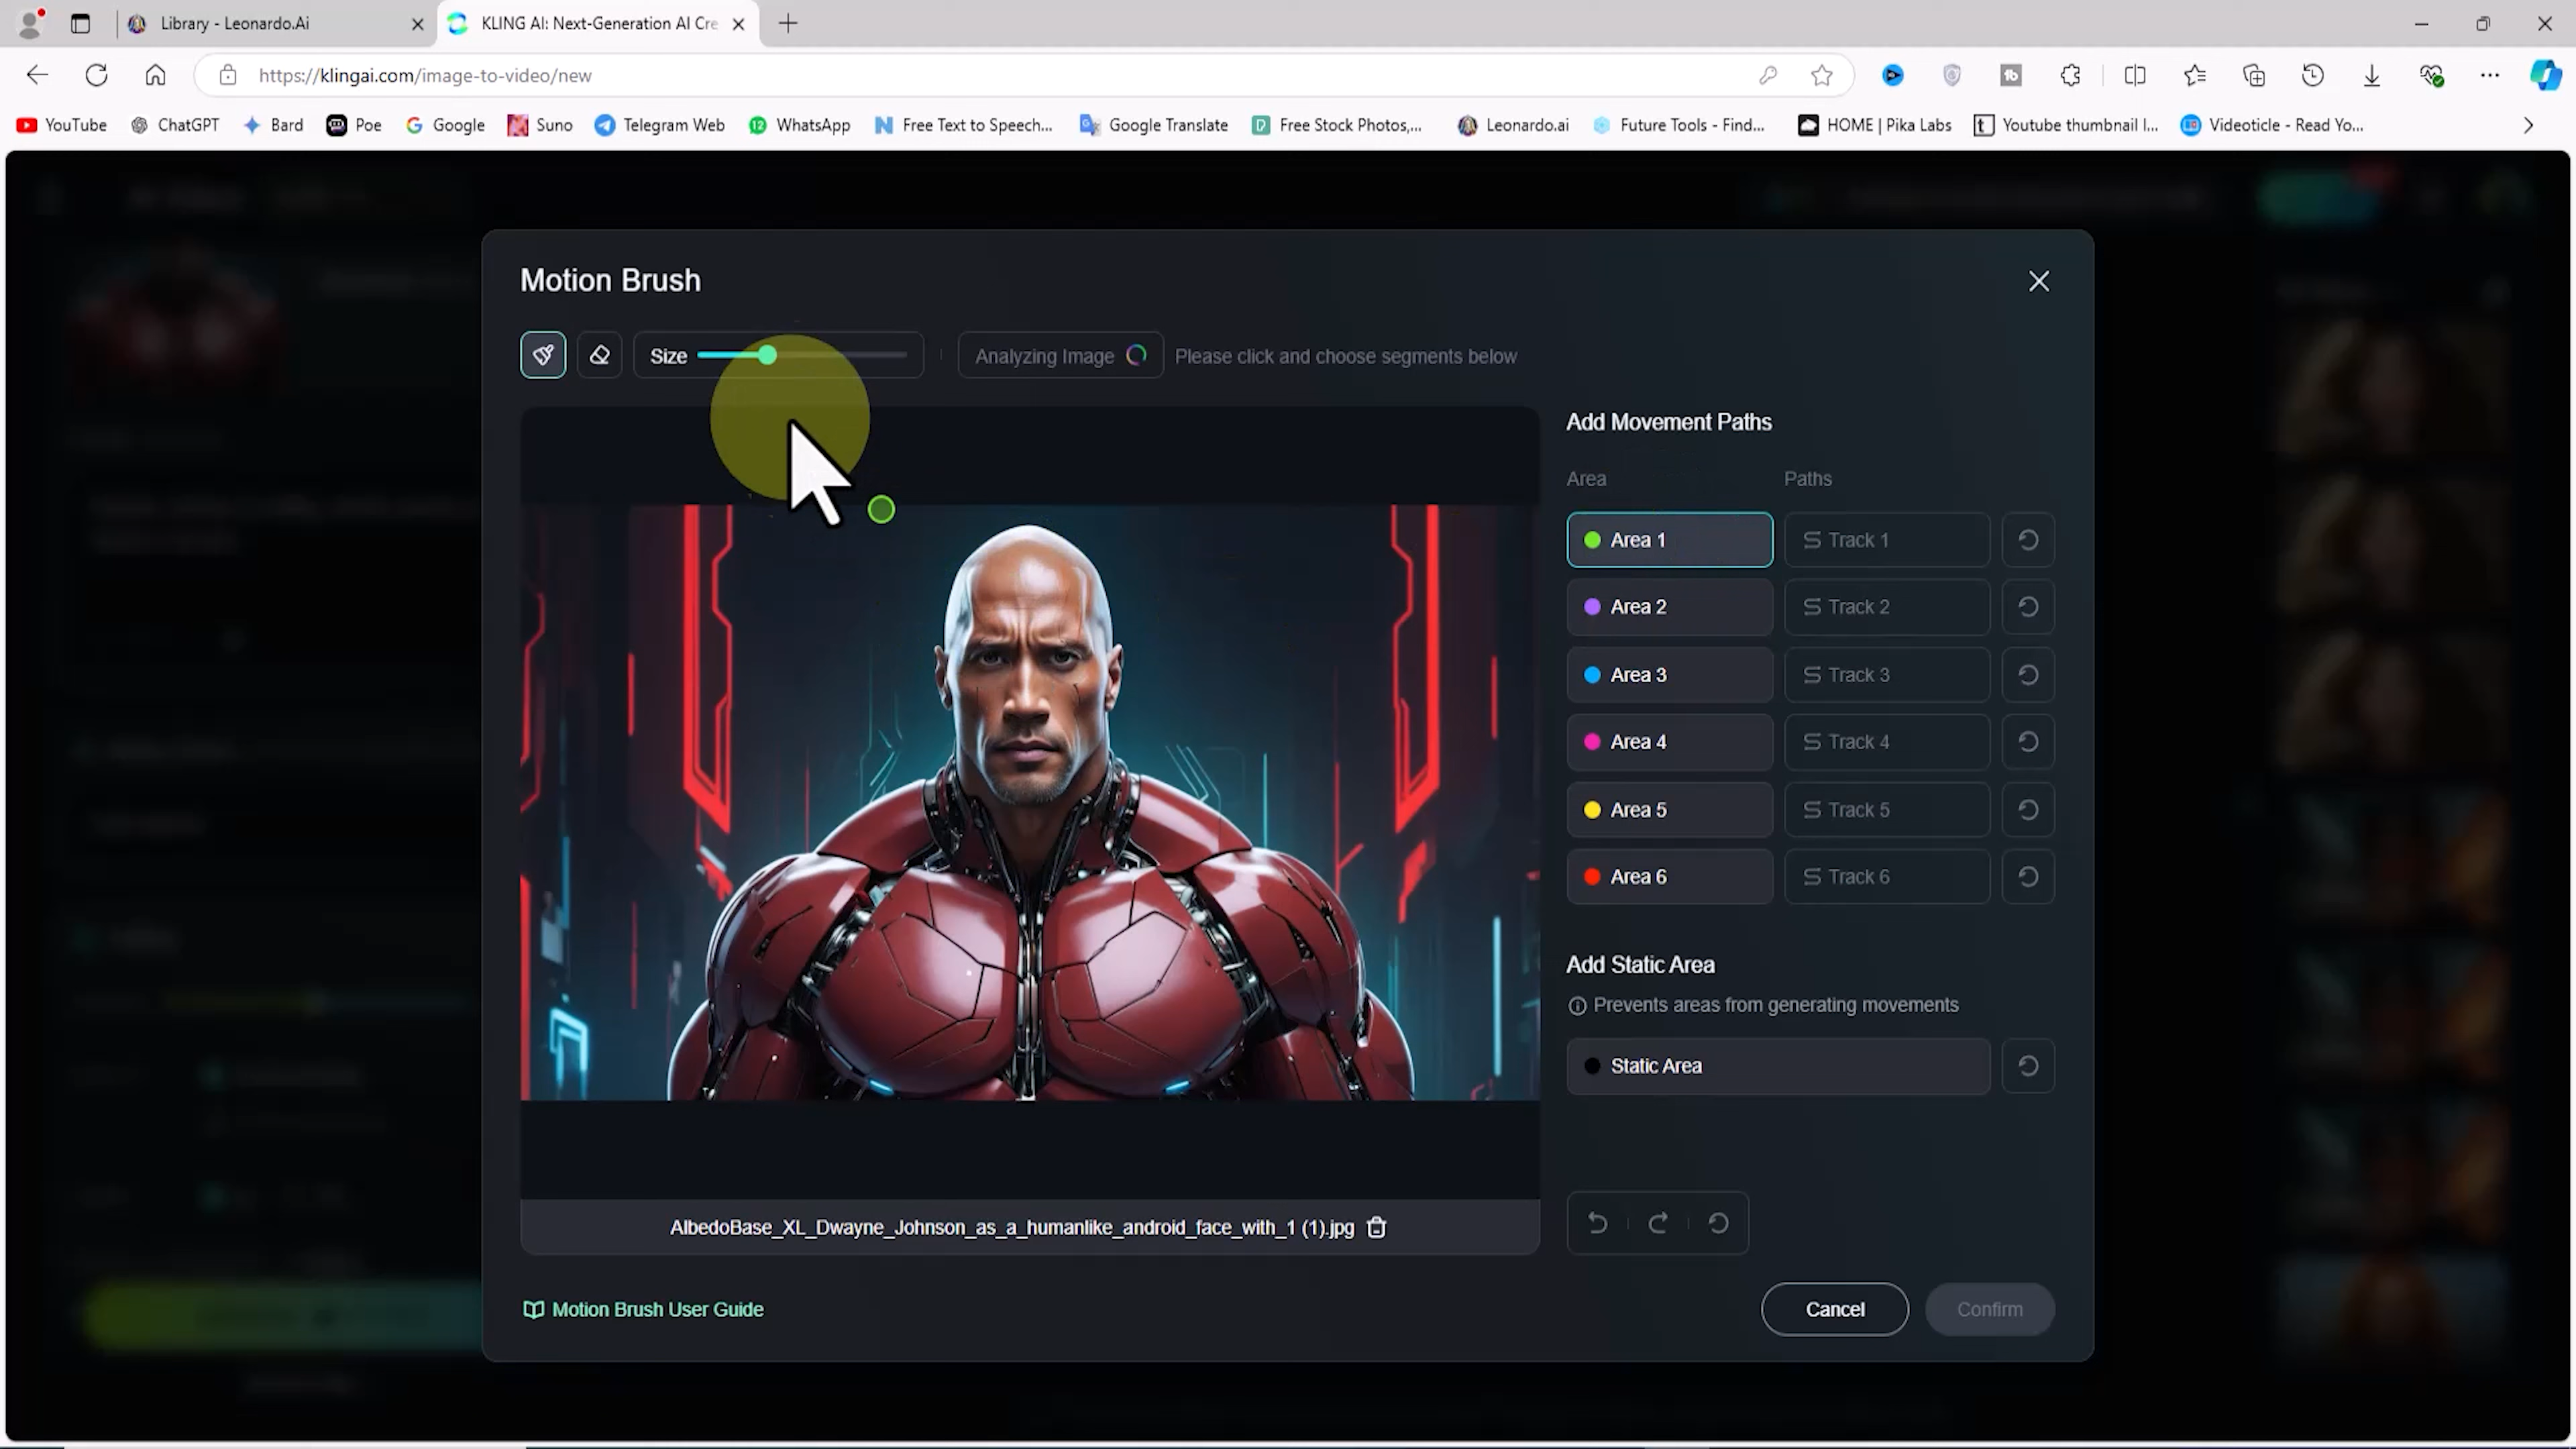 Library - Leonardo.Ai
KLING AI: Next-Generation AI Cre
https://klingai.com/image-to-video/new
YouTube ChatGPT Bard Poe Google Suno Telegram Web 12 WhatsApp Free Text to Speech... Google Translate Free Stock Photos,... Leonardo.ai Future Tools - Find... HOME | Pika Labs Youtube thumbnail l... Videoticle - Read Yo...
Motion Brush
Size
Analyzing Image
Please click and choose segments below
Add Movement Paths
Area Paths
Area 1 Track 1
Area 2 Track 2
Area 3 Track 3
Area 4 Track 4
Area 5 Track 5
Area 6 Track 6
Add Static Area
Prevents areas from generating movements
Static Area
AlbedoBase_XL_Dwayne_Johnson_as_a_humanlike_android_face_with_1 (1).jpg
Motion Brush User Guide
Cancel Confirm